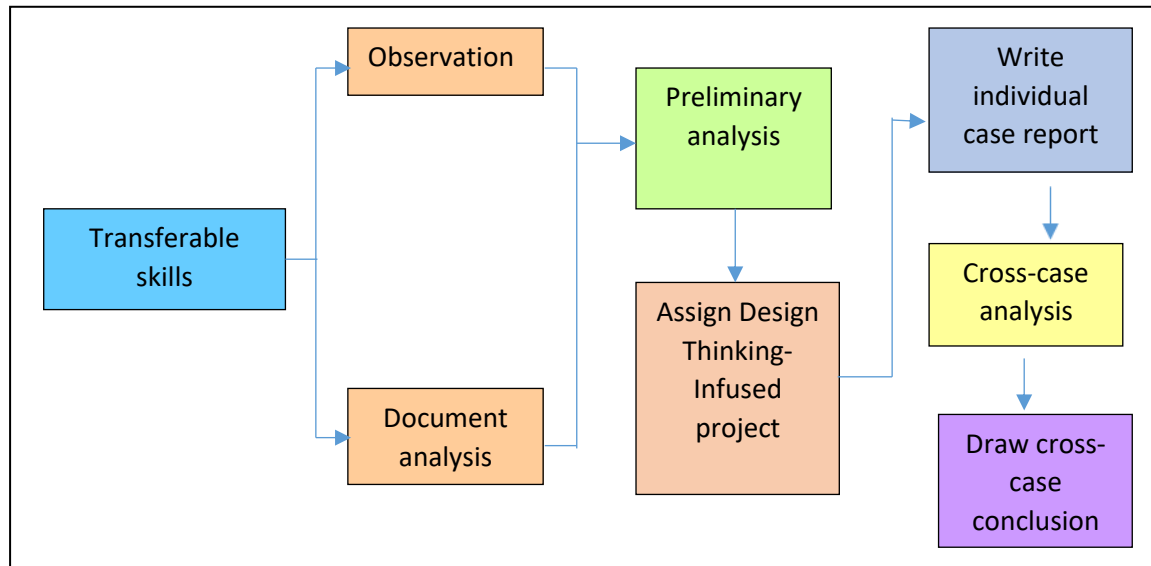 Transferable
skills
Observation
Document
analysis
Preliminary
analysis
Assign Design
Thinking-
Infused
project
Write
individual
case report
Cross-case
analysis
Draw cross-
case
conclusion